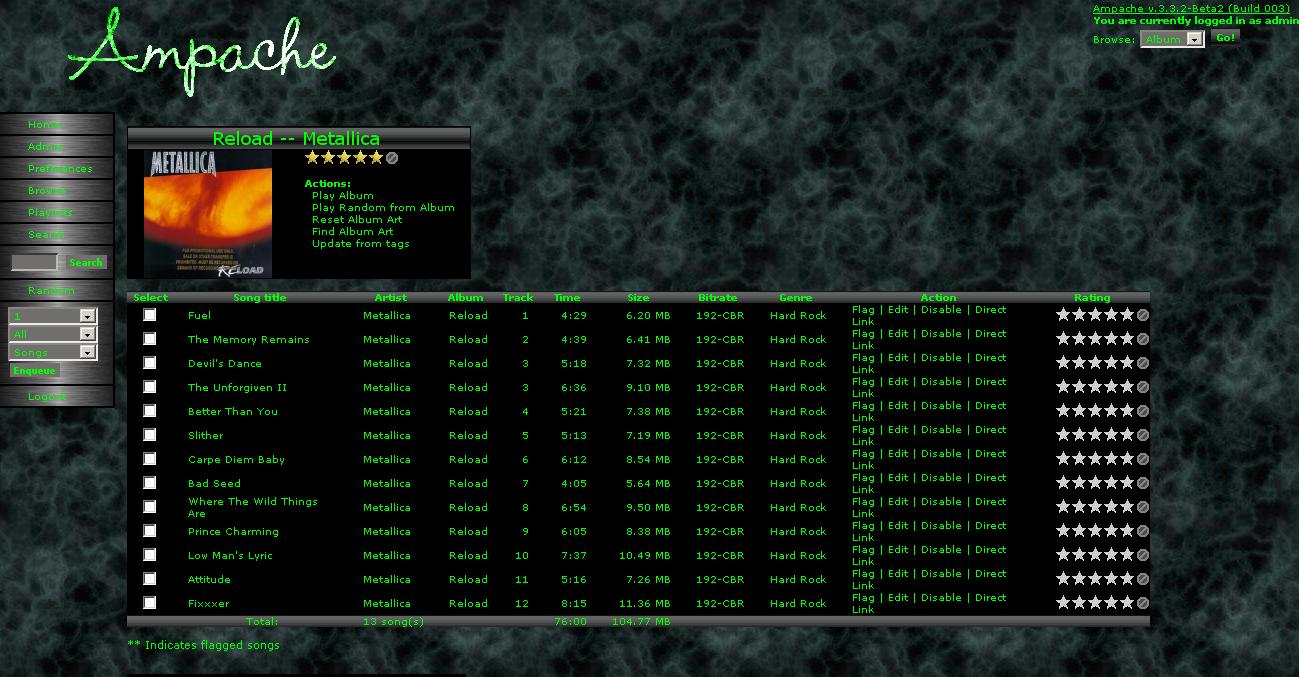 Ampache
Ampache v.3.3.2-Beta2 (Build 003)
You are currently logged in as admin
Browse: Album Go!
Home
Admin
Preferences
Browse
Playlists
Search
Search
Random
1
All
Songs
Enqueue
Logout
Reload -- Metallica
METALLICA
FOR PROMOTIONAL USE ONLY,
SALE OR OTHER TRANSFER IS
PROHIBITED. MUST BE RETURNED ON
DEMAND OF RECORD
RELOAD
Actions:
Play Album
Play Random from Album
Reset Album Art
Find Album Art
Update from tags
Select Song title Artist Album Track Time Size Bitrate Genre Action Rating
Fuel Metallica Reload 1 4:29 6.20 MB 192-CBR Hard Rock Flag | Edit | Disable | Direct
Link
The Memory Remains Metallica Reload 2 4:39 6.41 MB 192-CBR Hard Rock Flag | Edit | Disable | Direct
Link
Devil's Dance Metallica Reload 3 5:18 7.32 MB 192-CBR Hard Rock Flag | Edit | Disable | Direct
Link
The Unforgiven II Metallica Reload 3 6:36 9.10 MB 192-CBR Hard Rock Flag | Edit | Disable | Direct
Link
Better Than You Metallica Reload 4 5:21 7.38 MB 192-CBR Hard Rock Flag | Edit | Disable | Direct
Link
Slither Metallica Reload 5 5:13 7.19 MB 192-CBR Hard Rock Flag | Edit | Disable | Direct
Link
Carpe Diem Baby Metallica Reload 6 6:12 8.54 MB 192-CBR Hard Rock Flag | Edit | Disable | Direct
Link
Bad Seed Metallica Reload 7 4:05 5.64 MB 192-CBR Hard Rock Flag | Edit | Disable | Direct
Link
Where The Wild Things
Are Metallica Reload 8 6:54 9.50 MB 192-CBR Hard Rock Flag | Edit | Disable | Direct
Link
Prince Charming Metallica Reload 9 6:05 8.38 MB 192-CBR Hard Rock Flag | Edit | Disable | Direct
Link
Low Man's Lyric Metallica Reload 10 7:37 10.49 MB 192-CBR Hard Rock Flag | Edit | Disable | Direct
Link
Attitude Metallica Reload 11 5:16 7.26 MB 192-CBR Hard Rock Flag | Edit | Disable | Direct
Link
Fixxxer Metallica Reload 12 8:15 11.36 MB 192-CBR Hard Rock Flag | Edit | Disable | Direct
Link
Total: 13 song(s) 76:00 104.77 MB
** Indicates flagged songs